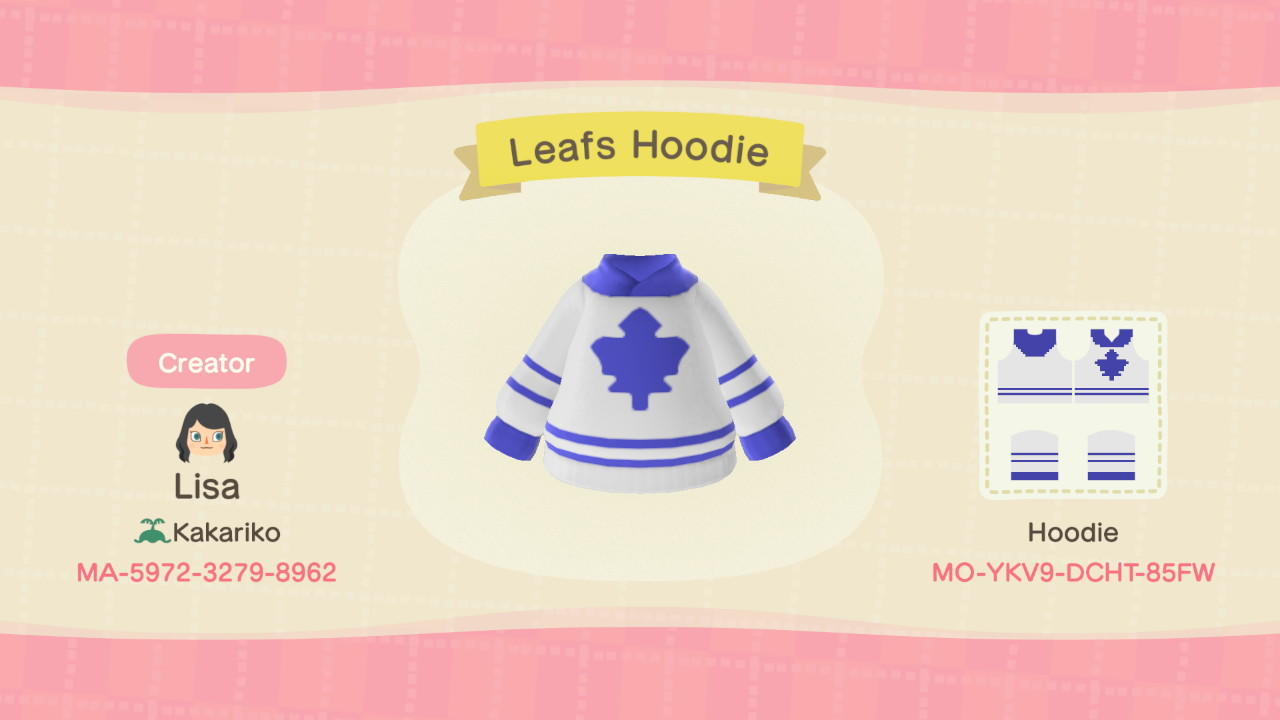 Leafs Hoodie
Creator
Lisa
Kakariko
MA-5972-3279-8962
Hoodie
MO-YKV9-DCHT-85FW